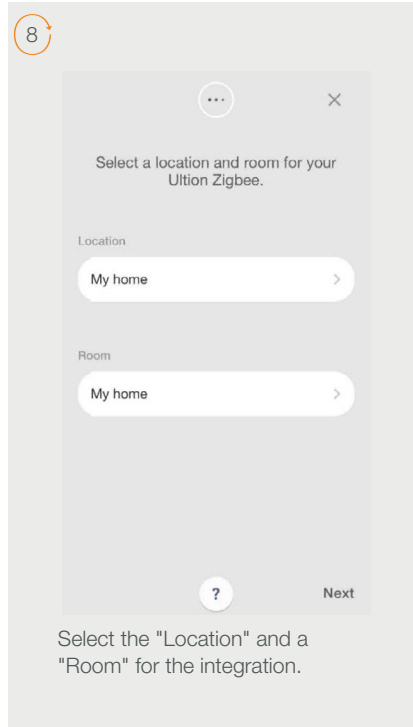 8
Select a location and room for your
Ultion Zigbee.
Location
My home
Room
My home
?
Next
Select the "Location" and a
"Room" for the integration.